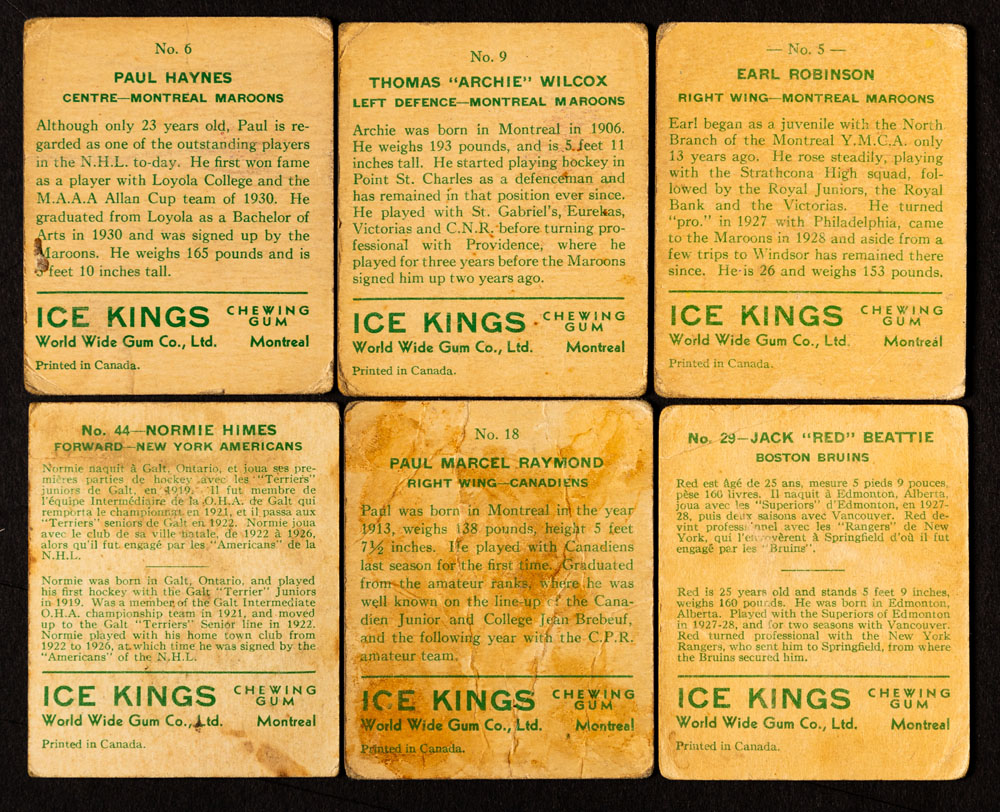 No. 6
PAUL HAYNES
CENTRE—MONTREAL MAROONS
Although only 23 years old, Paul is re-
garded as one of the outstanding players
in the N.H.L. to-day. He first won fame
as a player with Loyola College and the
M.A.A.A Allan Cup team of 1930. He
graduated from Loyola as a Bachelor of
Arts in 1930 and was signed up by the
Maroons. He weighs 165 pounds and is
5 feet 10 inches tall.
ICE KINGS CHEWING GUM
World Wide Gum Co., Ltd. Montreal
Printed in Canada.
No. 9
THOMAS "ARCHIE" WILCOX
LEFT DEFENCE—MONTREAL MAROONS
Archie was born in Montreal in 1906.
He weighs 193 pounds, and is 5 feet 11
inches tall. He started playing hockey in
Point St. Charles as a defenceman and
has remained in that position ever since.
He played with St. Gabriel's, Eurekas,
Victorias and C.N.R. before turning pro-
fessional with Providence, where he
played for three years before the Maroons
signed him up two years ago.
ICE KINGS CHEWING GUM
World Wide Gum Co., Ltd. Montreal
Printed in Canada.
— No. 5 —
EARL ROBINSON
RIGHT WING—MONTREAL MAROONS
Earl began as a juvenile with the North
Branch of the Montreal Y.M.C.A. only
13 years ago. He rose steadily, playing
with the Strathcona High squad, fol-
lowed by the Royal Juniors, the Royal
Bank and the Victorias. He turned
"pro." in 1927 with Philadelphia, came
to the Maroons in 1928 and aside from a
few trips to Windsor has remained there
since. He is 26 and weighs 153 pounds.
ICE KINGS CHEWING GUM
World Wide Gum Co., Ltd. Montreal
Printed in Canada.
No. 44—NORMIE HIMES
FORWARD—NEW YORK AMERICANS
Normie naquit à Galt, Ontario, et joua ses pre-
mières parties de hockey avec les "Terriers"
juniors de Galt, en 1919. Il fut membre de
l'équipe Intermédiaire de la O.H.A. de Galt qui
remporta le championnat en 1921, et il passa aux
"Terriers" seniors de Galt en 1922. Normie joua
avec le club de sa ville natale, de 1922 à 1926,
alors qu'il fut engagé par les "Americans" de la
N.H.L.
Normie was born in Galt, Ontario, and played
his first hockey with the Galt "Terrier" Juniors
in 1919. Was a member of the Galt Intermediate
O.H.A. championship team in 1921, and moved
up to the Galt "Terriers" Senior line in 1922.
Normie played with his home town club from
1922 to 1926, at which time he was signed by the
"Americans" of the N.H.L.
ICE KINGS CHEWING GUM
World Wide Gum Co., Ltd. Montreal
Printed in Canada.
No. 18
PAUL MARCEL RAYMOND
RIGHT WING—CANADIENS
Paul was born in Montreal in the year
1913, weighs 138 pounds, height 5 feet
7½ inches. He played with Canadiens
last season for the first time. Graduated
from the amateur ranks, where he was
well known on the line-up of the Cana-
dien Junior and College Jean Brebeuf,
and the following year with the C.P.R.
amateur team.
ICE KINGS CHEWING GUM
World Wide Gum Co., Ltd. Montreal
Printed in Canada.
No. 29—JACK "RED" BEATTIE
BOSTON BRUINS
Red est âgé de 25 ans, mesure 5 pieds 9 pouces,
pèse 160 livres. Il naquit à Edmonton, Alberta,
joua avec les "Superiors" d'Edmonton, en 1927-
28, puis deux saisons avec Vancouver. Red de-
vint professionnel avec les "Rangers" de New
York, qui l'envoyèrent à Springfield d'où il fut
engagé par les "Bruins".
Red is 25 years old and stands 5 feet 9 inches,
weighs 160 pounds. He was born in Edmonton,
Alberta. Played with the Superiors of Edmonton
in 1927-28, and for two seasons with Vancouver.
Red turned professional with the New York
Rangers, who sent him to Springfield, from where
the Bruins secured him.
ICE KINGS CHEWING GUM
World Wide Gum Co., Ltd. Montreal
Printed in Canada.